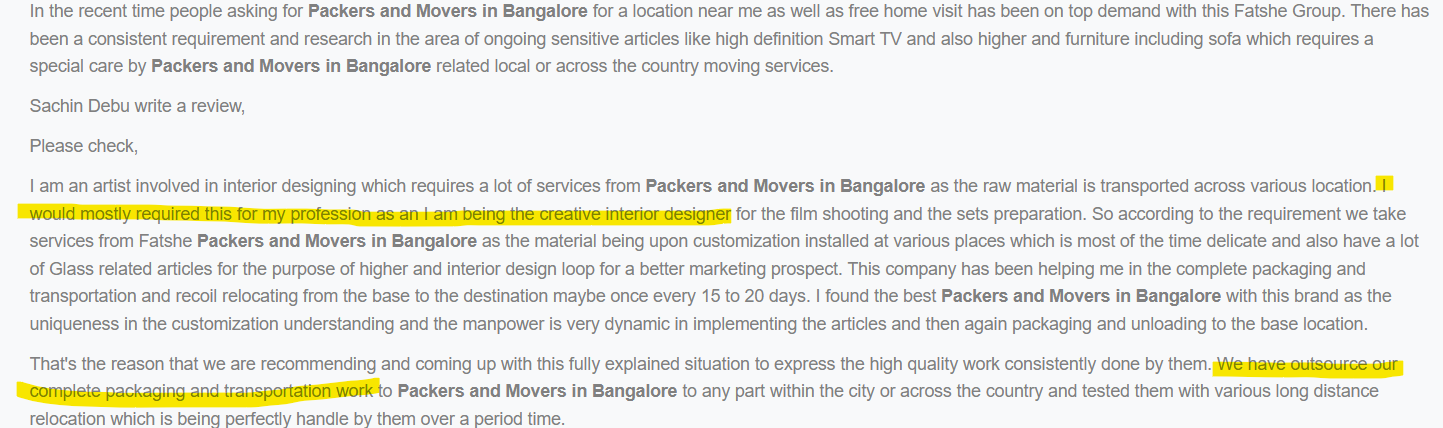 In the recent time people asking for Packers and Movers in Bangalore for a location near me as well as free home visit has been on top demand with this Fatshe Group. There has
been a consistent requirement and research in the area of ongoing sensitive articles like high definition Smart TV and also higher and furniture including sofa which requires a
special care by Packers and Movers in Bangalore related local or across the country moving services.
Sachin Debu write a review,
Please check,
I am an artist involved in interior designing which requires a lot of services from Packers and Movers in Bangalore as the raw material is transported across various location. I
would mostly required this for my profession as an I am being the creative interior designer for the film shooting and the sets preparation. So according to the requirement we take
services from Fatshe Packers and Movers in Bangalore as the material being upon customization installed at various places which is most of the time delicate and also have a lot
of Glass related articles for the purpose of higher and interior design loop for a better marketing prospect. This company has been helping me in the complete packaging and
transportation and recoil relocating from the base to the destination maybe once every 15 to 20 days. I found the best Packers and Movers in Bangalore with this brand as the
uniqueness in the customization understanding and the manpower is very dynamic in implementing the articles and then again packaging and unloading to the base location.
That's the reason that we are recommending and coming up with this fully explained situation to express the high quality work consistently done by them. We have outsource our
complete packaging and transportation work to Packers and Movers in Bangalore to any part within the city or across the country and tested them with various long distance
relocation which is being perfectly handle by them over a period time.